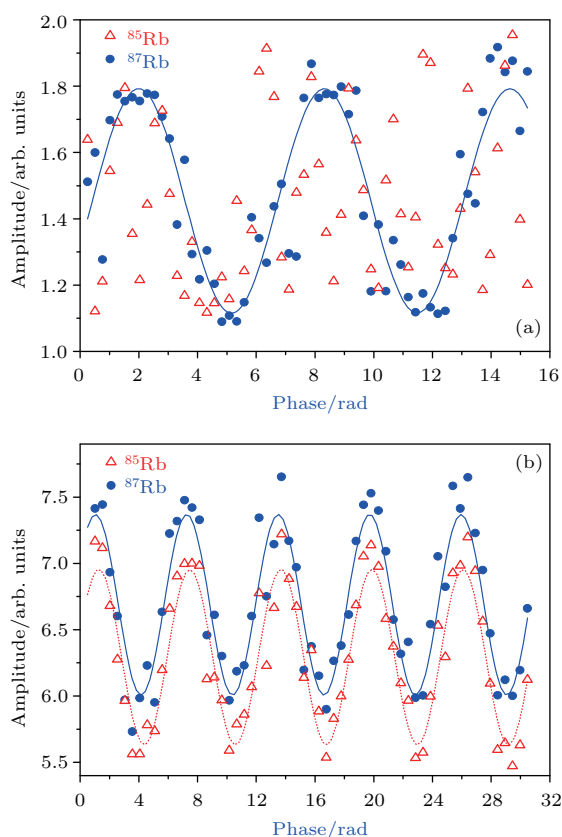 2.0
1.8
1.6
1.4
1.2
1.0
Amplitude/arb. units
⁸⁵Rb
⁸⁷Rb
(a)
0 2 4 6 8 10 12 14 16
Phase/rad
7.5
7.0
6.5
6.0
5.5
Amplitude/arb. units
⁸⁵Rb
⁸⁷Rb
(b)
0 4 8 12 16 20 24 28 32
Phase/rad